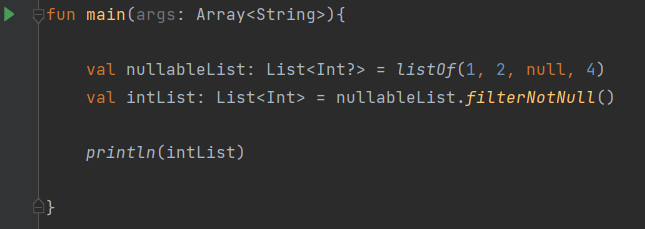 fun main(args: Array<String>){
val nullableList: List<Int?> = listOf(1, 2, null, 4)
val intList: List<Int> = nullableList.filterNotNull()
println(intList)
}